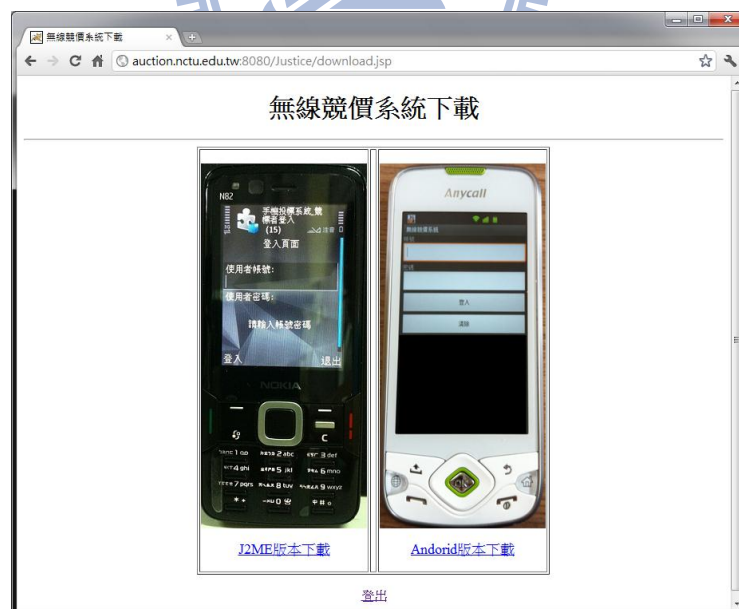 無線競價系統下載
auction.nctu.edu.tw:8080/Justice/download.jsp
無線競價系統下載
N82
手機投標系統_競
標者登入
(15)
登入頁面
使用者帳號:
使用者密碼:
請輸入帳號密碼
登入 退出
NOKIA
C
Anycall
無線競價系統
帳號
密碼
登入
清除
J2ME版本下載
Andorid版本下載
登出